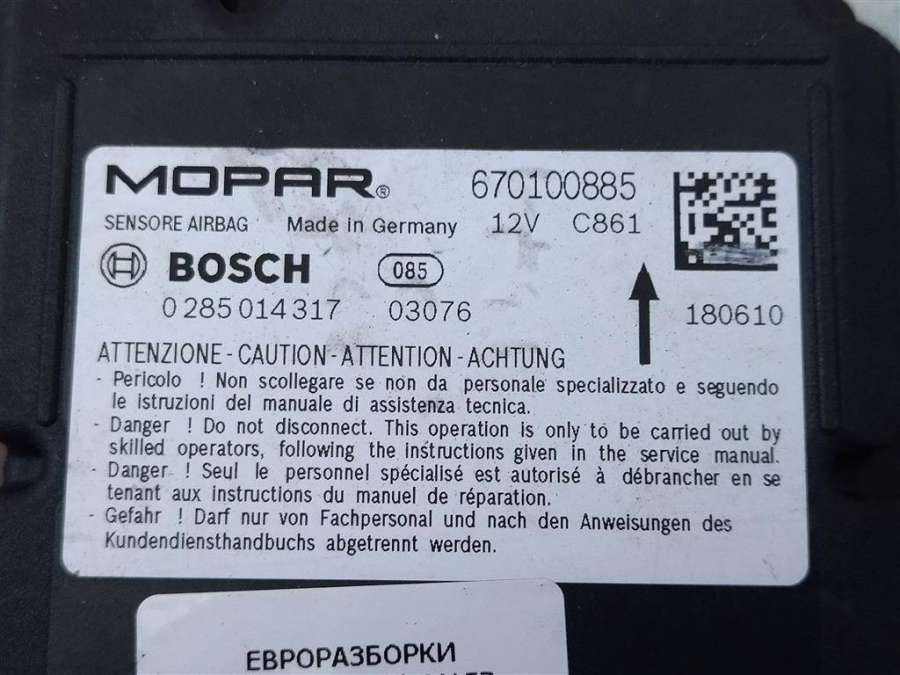 MOPAR® 670100885
SENSORE AIRBAG Made in Germany 12V C861
BOSCH 085
0 285 014 317 03076 180610
ATTENZIONE - CAUTION - ATTENTION - ACHTUNG
- Pericolo ! Non scollegare se non da personale specializzato e seguendo
le istruzioni del manuale di assistenza tecnica.
- Danger ! Do not disconnect. This operation is only to be carried out by
skilled operators, following the instructions given in the service manual.
- Danger ! Seul le personnel spécialisé est autorisé à débrancher en se
tenant aux instructions du manuel de réparation.
- Gefahr ! Darf nur von Fachpersonal und nach den Anweisungen des
Kundendiensthandbuchs abgetrennt werden.
ЕВРОРАЗБОРКИ